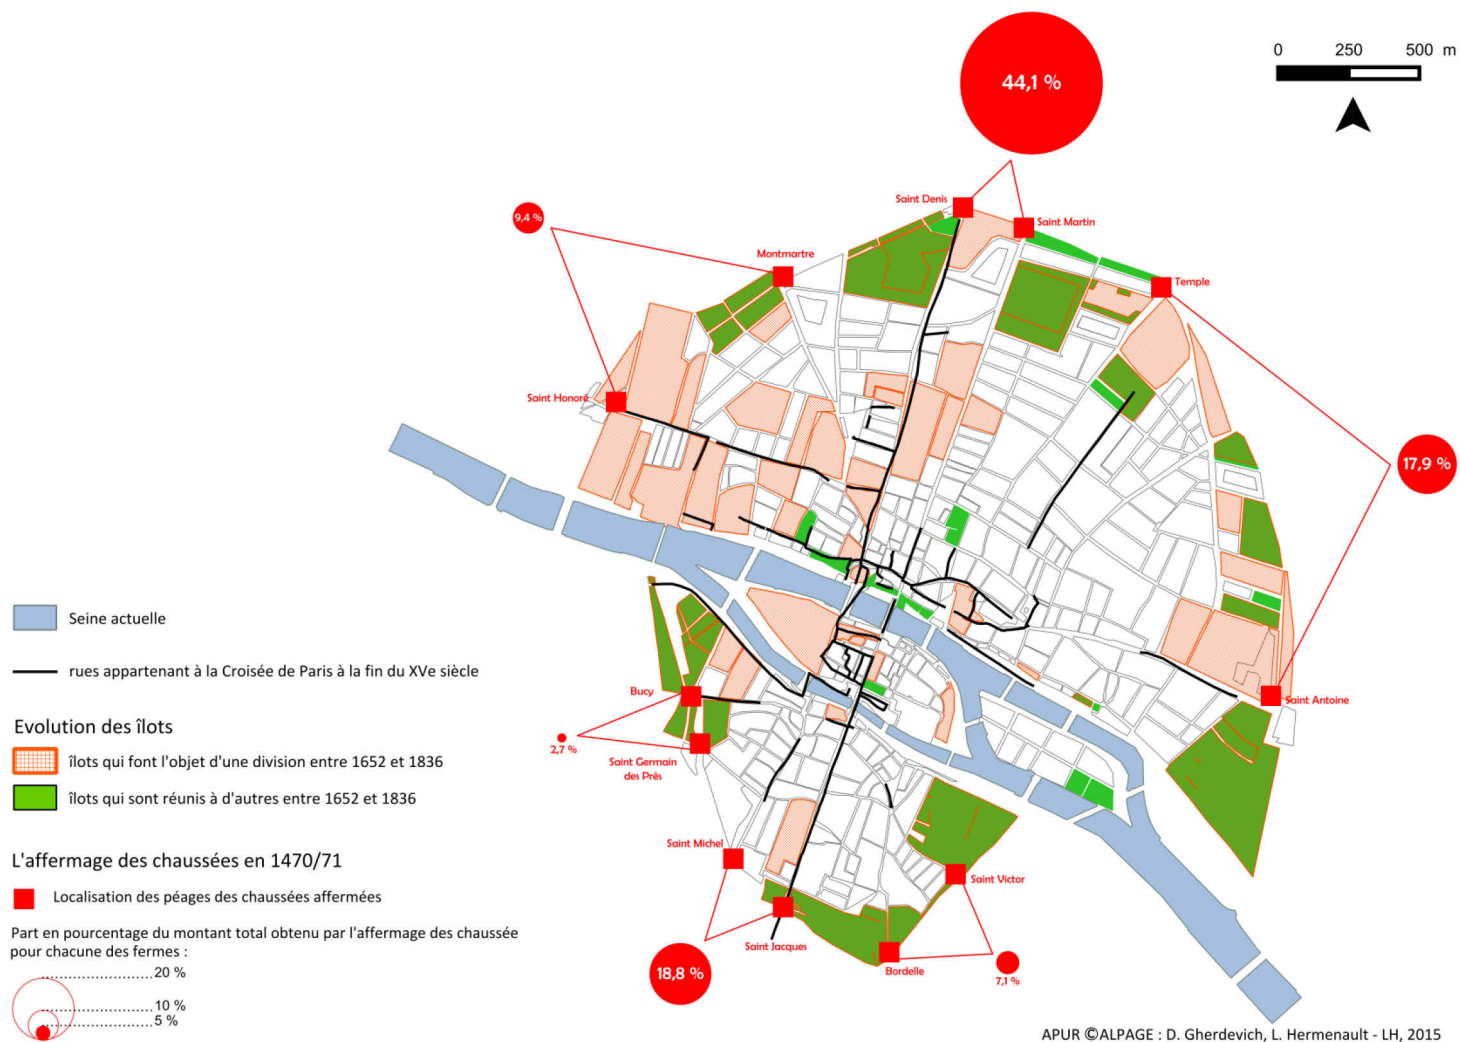 44,1 %
0 250 500 m
Saint Denis
Saint Martin
9,4 %
Montmartre
Temple
Saint Honoré
17,9 %
Seine actuelle
rues appartenant à la Croisée de Paris à la fin du XVe siècle
Bucy
Saint Antoine
Evolution des îlots
2,7 %
Saint Germain
des Près
îlots qui font l'objet d'une division entre 1652 et 1836
îlots qui sont réunis à d'autres entre 1652 et 1836
Saint Michel
L'affermage des chaussées en 1470/71
Saint Victor
Localisation des péages des chaussées affermées
Part en pourcentage du montant total obtenu par l'affermage des chaussée
pour chacune des fermes :
Saint Jacques
Bordelle
18,8 %
7,1 %
20 %
10 %
5 %
APUR ©ALPAGE : D. Gherdevich, L. Hermenault - LH, 2015